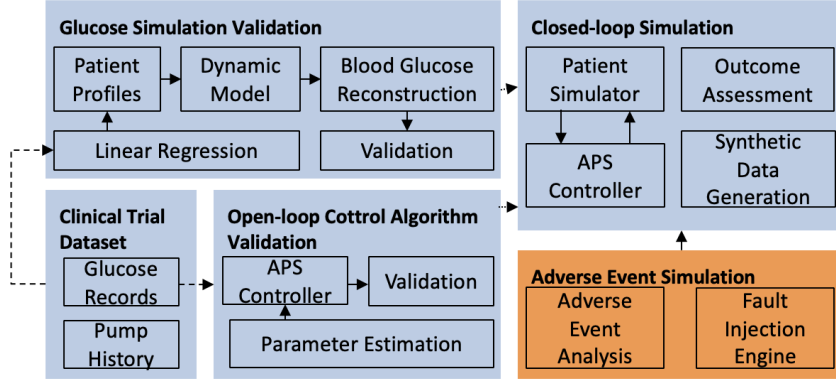 Glucose Simulation Validation
Patient
Profiles
Dynamic
Model
Blood Glucose
Reconstruction
Linear Regression
Validation
Closed-loop Simulation
Patient
Simulator
Outcome
Assessment
APS
Controller
Synthetic
Data
Generation
Clinical Trial
Dataset
Glucose
Records
Pump
History
Open-loop Cottrol Algorithm
Validation
APS
Controller
Validation
Parameter Estimation
Adverse Event Simulation
Adverse
Event
Analysis
Fault
Injection
Engine